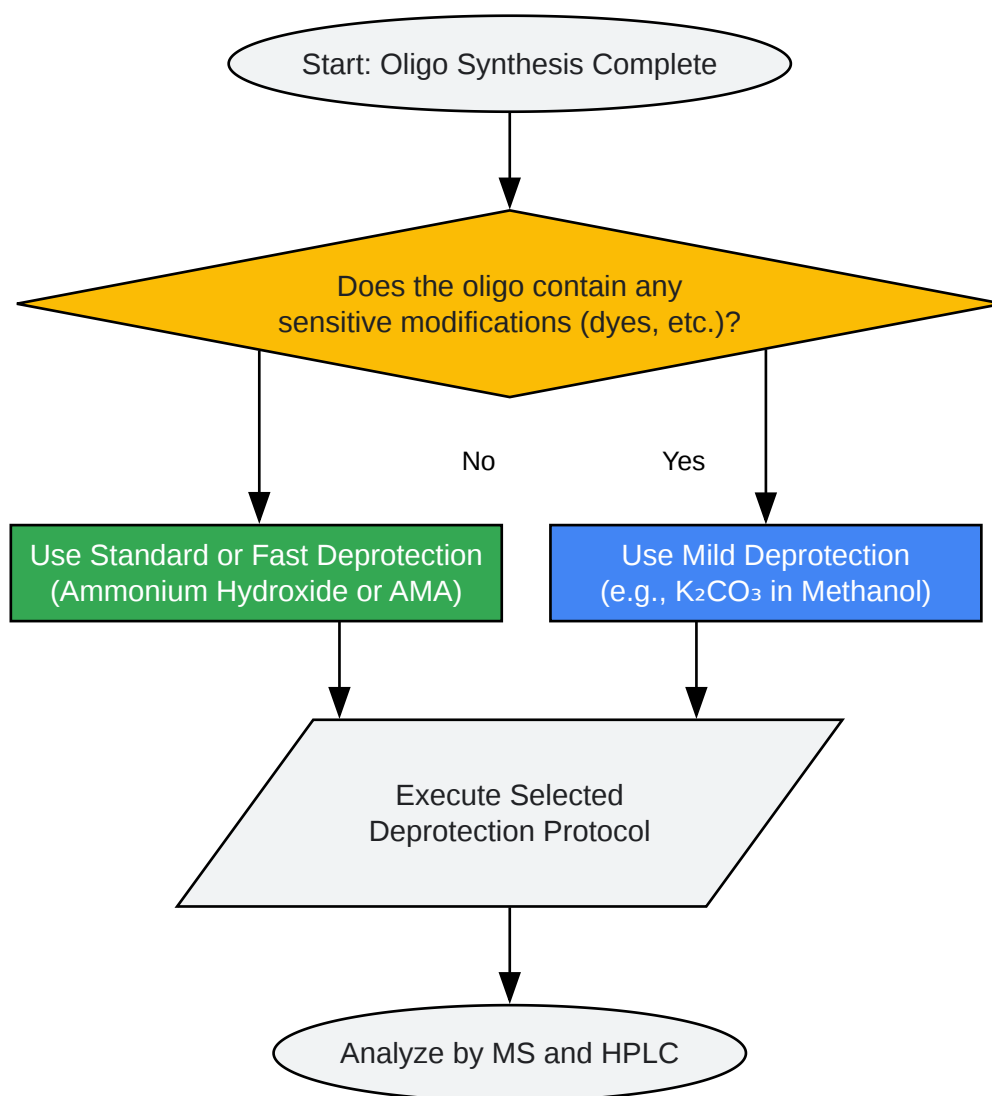 Start: Oligo Synthesis Complete
Does the oligo contain any
sensitive modifications (dyes, etc.)?
No
Yes
Use Standard or Fast Deprotection
(Ammonium Hydroxide or AMA)
Use Mild Deprotection
(e.g., K₂CO₃ in Methanol)
Execute Selected
Deprotection Protocol
Analyze by MS and HPLC